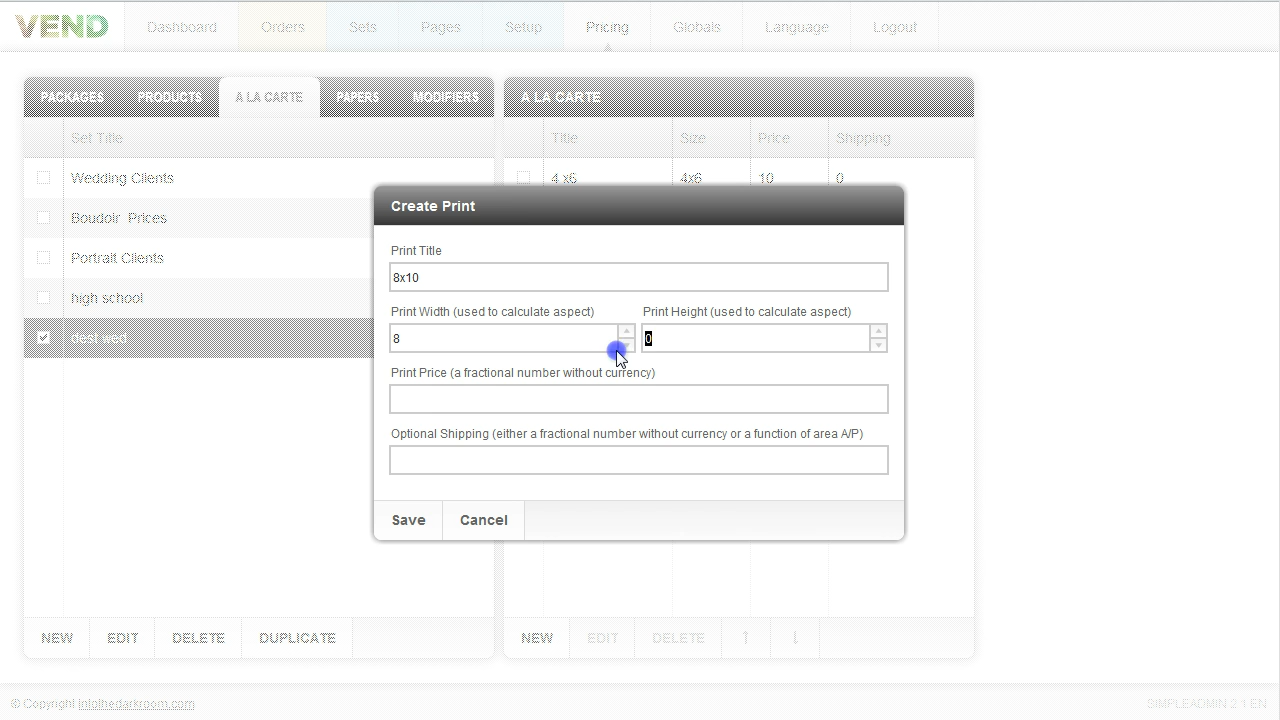 VEND Dashboard Orders Sets Pages Setup Pricing Globals Language Logout
PACKAGES PRODUCTS A LA CARTE PAPERS MODIFIERS
A LA CARTE
Set Title
Title Size Price Shipping
Wedding Clients
4 x6 4x6 10 0
Boudoir Prices
Portrait Clients
high school
Create Print
Print Title
8x10
Print Width (used to calculate aspect) Print Height (used to calculate aspect)
8 0
Print Price (a fractional number without currency)
Optional Shipping (either a fractional number without currency or a function of area A/P)
Save Cancel
NEW EDIT DELETE DUPLICATE
NEW EDIT DELETE ↑ ↓
© Copyright
SIMPLEADMIN 2.1 EN